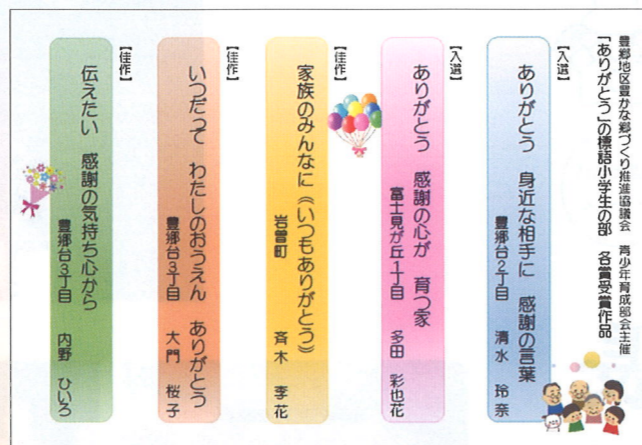 豊郷地区豊かな郷づくり推進協議会　青少年育成部会主催
「ありがとう」の標語小学生の部　各賞受賞作品
【入選】
ありがとう　身近な相手に　感謝の言葉
豊郷台2丁目　清水　玲奈
【入選】
ありがとう　感謝の心が　育つ家
富士見が丘1丁目　多田　彩也花
【佳作】
家族のみんなに《いつもありがとう》
岩曽町　斉木　李花
【佳作】
いつだって　わたしのおうえん　ありがとう
豊郷台3丁目　大門　桜子
【佳作】
伝えたい　感謝の気持ち心から
豊郷台3丁目　内野　ひいろ